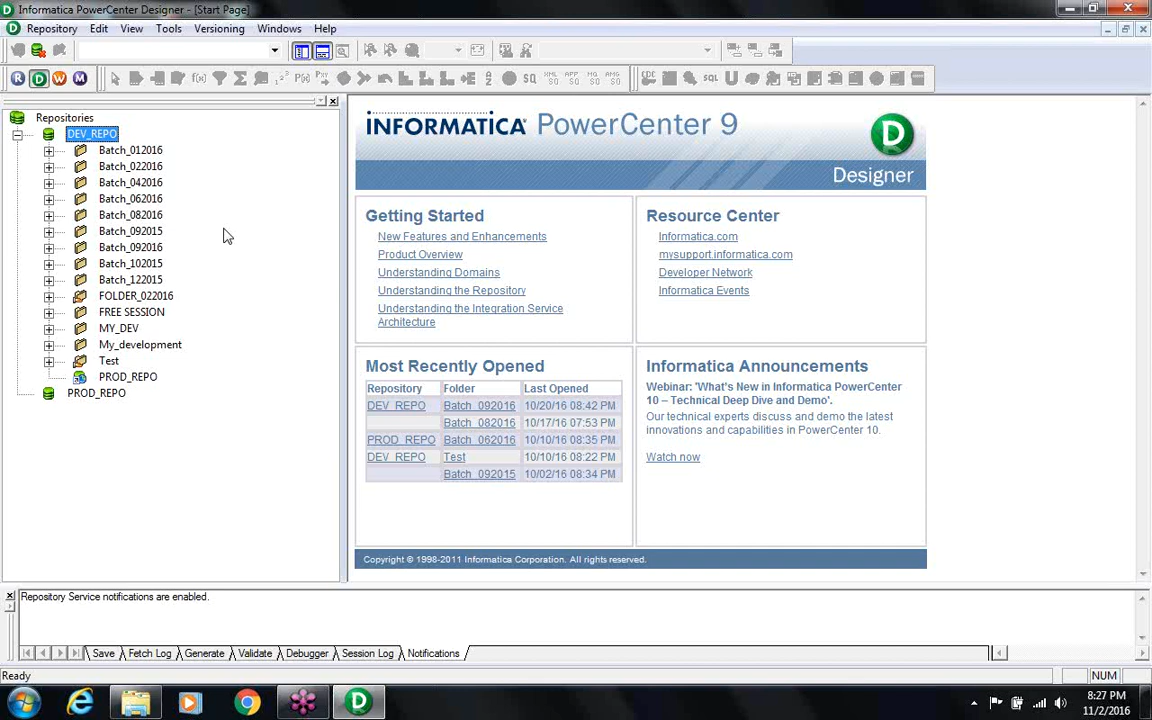 Informatica PowerCenter Designer - [Start Page]
Repository Edit View Tools Versioning Windows Help
Repositories
DEV_REPO
Batch_012016
Batch_022016
Batch_042016
Batch_062016
Batch_082016
Batch_092015
Batch_092016
Batch_102015
Batch_122015
FOLDER_022016
FREE SESSION
MY_DEV
My_development
Test
PROD_REPO
PROD_REPO
INFORMATICA PowerCenter 9
D
Designer
Getting Started
New Features and Enhancements
Product Overview
Understanding Domains
Understanding the Repository
Understanding the Integration Service
Architecture
Resource Center
Informatica.com
mysupport.informatica.com
Developer Network
Informatica Events
Most Recently Opened
Repository Folder Last Opened
DEV_REPO Batch_092016 10/20/16 08:42 PM
Batch_082016 10/17/16 07:53 PM
PROD_REPO Batch_062016 10/10/16 08:35 PM
DEV_REPO Test 10/10/16 08:22 PM
Batch_092015 10/02/16 08:34 PM
Informatica Announcements
Webinar: 'What's New in Informatica PowerCenter
10 – Technical Deep Dive and Demo'.
Our technical experts discuss and demo the latest
innovations and capabilities in PowerCenter 10.
Watch now
Copyright © 1998-2011 Informatica Corporation. All rights reserved.
Repository Service notifications are enabled.
Save Fetch Log Generate Validate Debugger Session Log Notifications
Ready
NUM
8:27 PM
11/2/2016